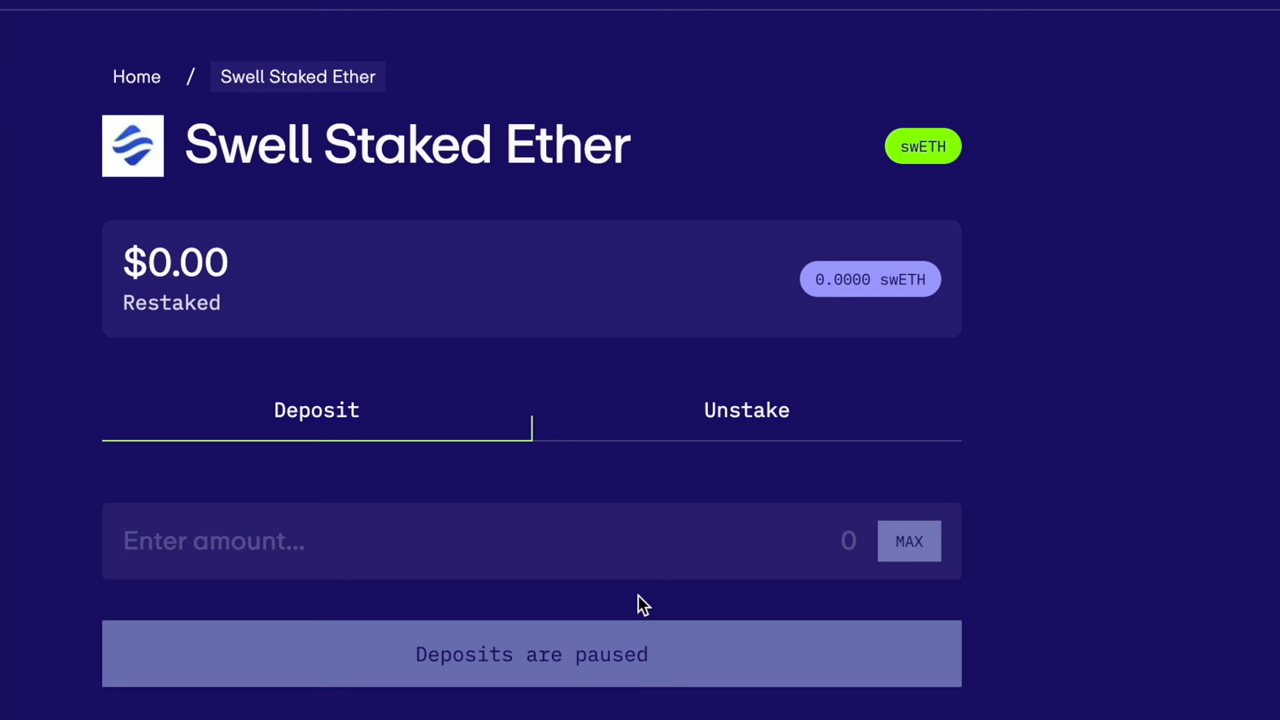 Home / Swell Staked Ether
Swell Staked Ether
swETH
$0.00
Restaked
0.0000 swETH
Deposit
Unstake
Enter amount...
0
MAX
Deposits are paused